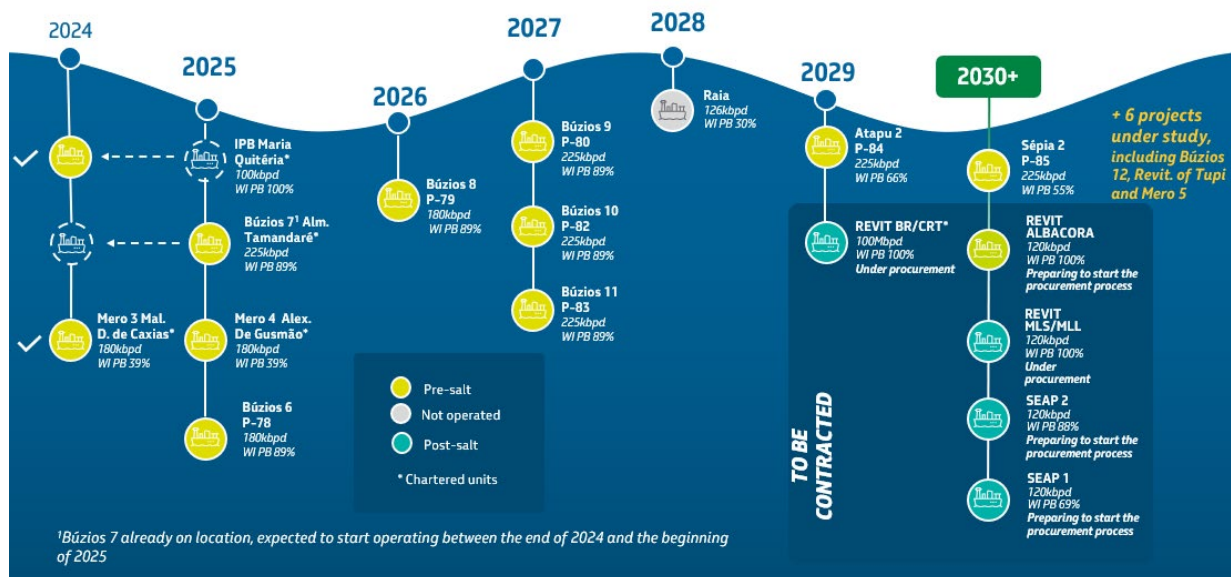 2024
2025
2026
2027
2028
2029
2030+
Mero 3 Mal.
D. de Caxias*
180kbpd
WI PB 39%
IPB Maria
Quitéria*
100kbpd
WI PB 100%
Búzios 7¹ Alm.
Tamandaré*
225kbpd
WI PB 89%
Mero 4 Alex.
De Gusmão*
180kbpd
WI PB 39%
Búzios 6
P-78
180kbpd
WI PB 89%
Búzios 8
P-79
180kbpd
WI PB 89%
Búzios 9
P-80
225kbpd
WI PB 89%
Búzios 10
P-82
225kbpd
WI PB 89%
Búzios 11
P-83
225kbpd
WI PB 89%
Raia
126kbpd
WI PB 30%
Atapu 2
P-84
225kbpd
WI PB 66%
REVIT BR/CRT*
100Mbpd
WI PB 100%
Under procurement
Sépia 2
P-85
225kbpd
WI PB 55%
REVIT
ALBACORA
120kbpd
WI PB 100%
Preparing to start the
procurement process
REVIT
MLS/MLL
120kbpd
WI PB 100%
Under
procurement
SEAP 2
120kbpd
WI PB 88%
Preparing to start the
procurement process
SEAP 1
120kbpd
WI PB 69%
Preparing to start the
procurement process
+ 6 projects
under study,
including Búzios
12, Revit. of Tupi
and Mero 5
TO BE
CONTRACTED
Pre-salt
Not operated
Post-salt
* Chartered units
¹Búzios 7 already on location, expected to start operating between the end of 2024 and the beginning
of 2025